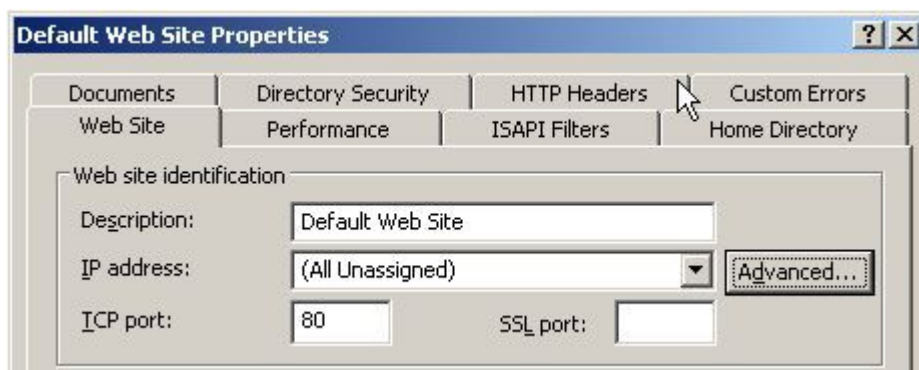 Default Web Site Properties
Documents Directory Security HTTP Headers Custom Errors
Web Site Performance ISAPI Filters Home Directory
Web site identification
Description: Default Web Site
IP address: (All Unassigned) Advanced...
TCP port: 80 SSL port: